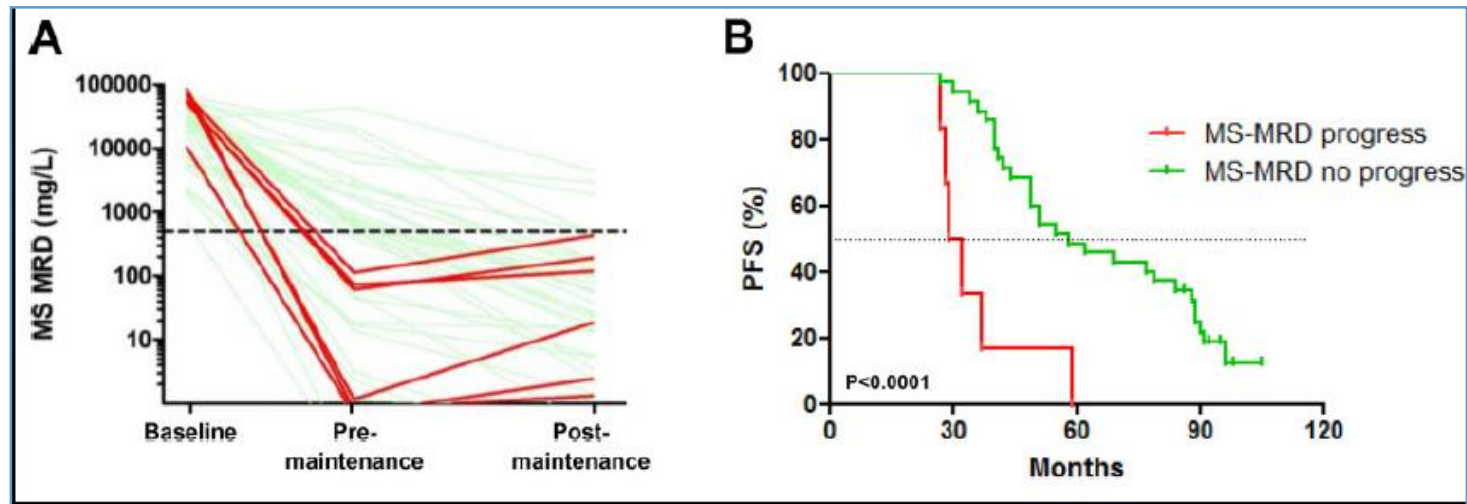 A
MS MRD (mg/L)
100000
10000
1000
100
10
Baseline
Pre-
maintenance
Post-
maintenance
B
PFS (%)
100
80
60
40
20
0
MS-MRD progress
MS-MRD no progress
P<0.0001
0
30
60
90
120
Months